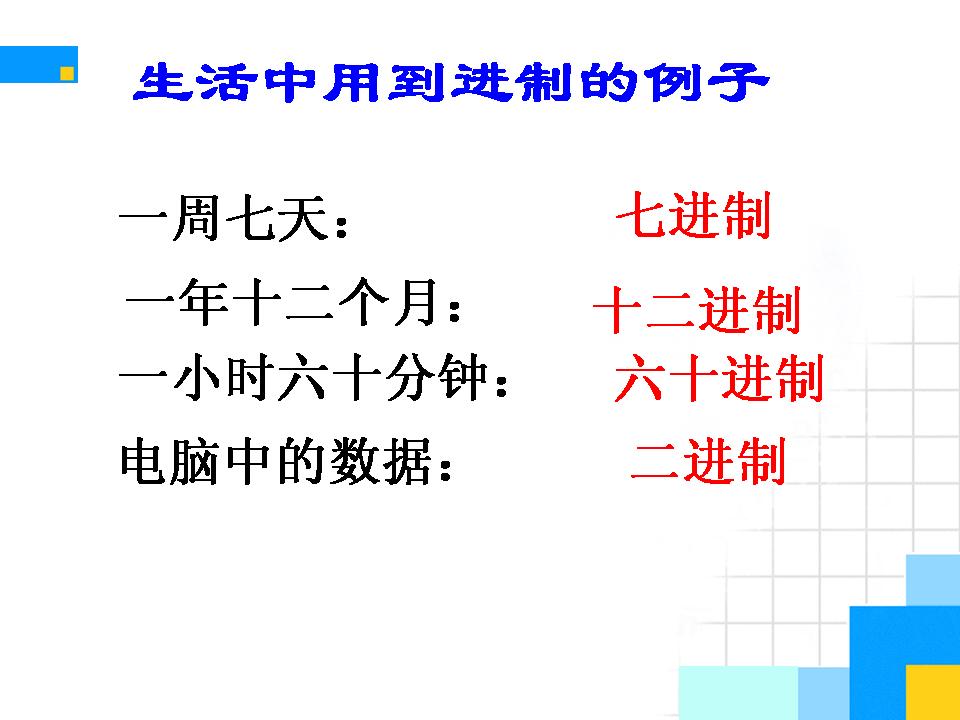 生活中用到进制的例子
一周七天： 七进制
一年十二个月： 十二进制
一小时六十分钟： 六十进制
电脑中的数据： 二进制